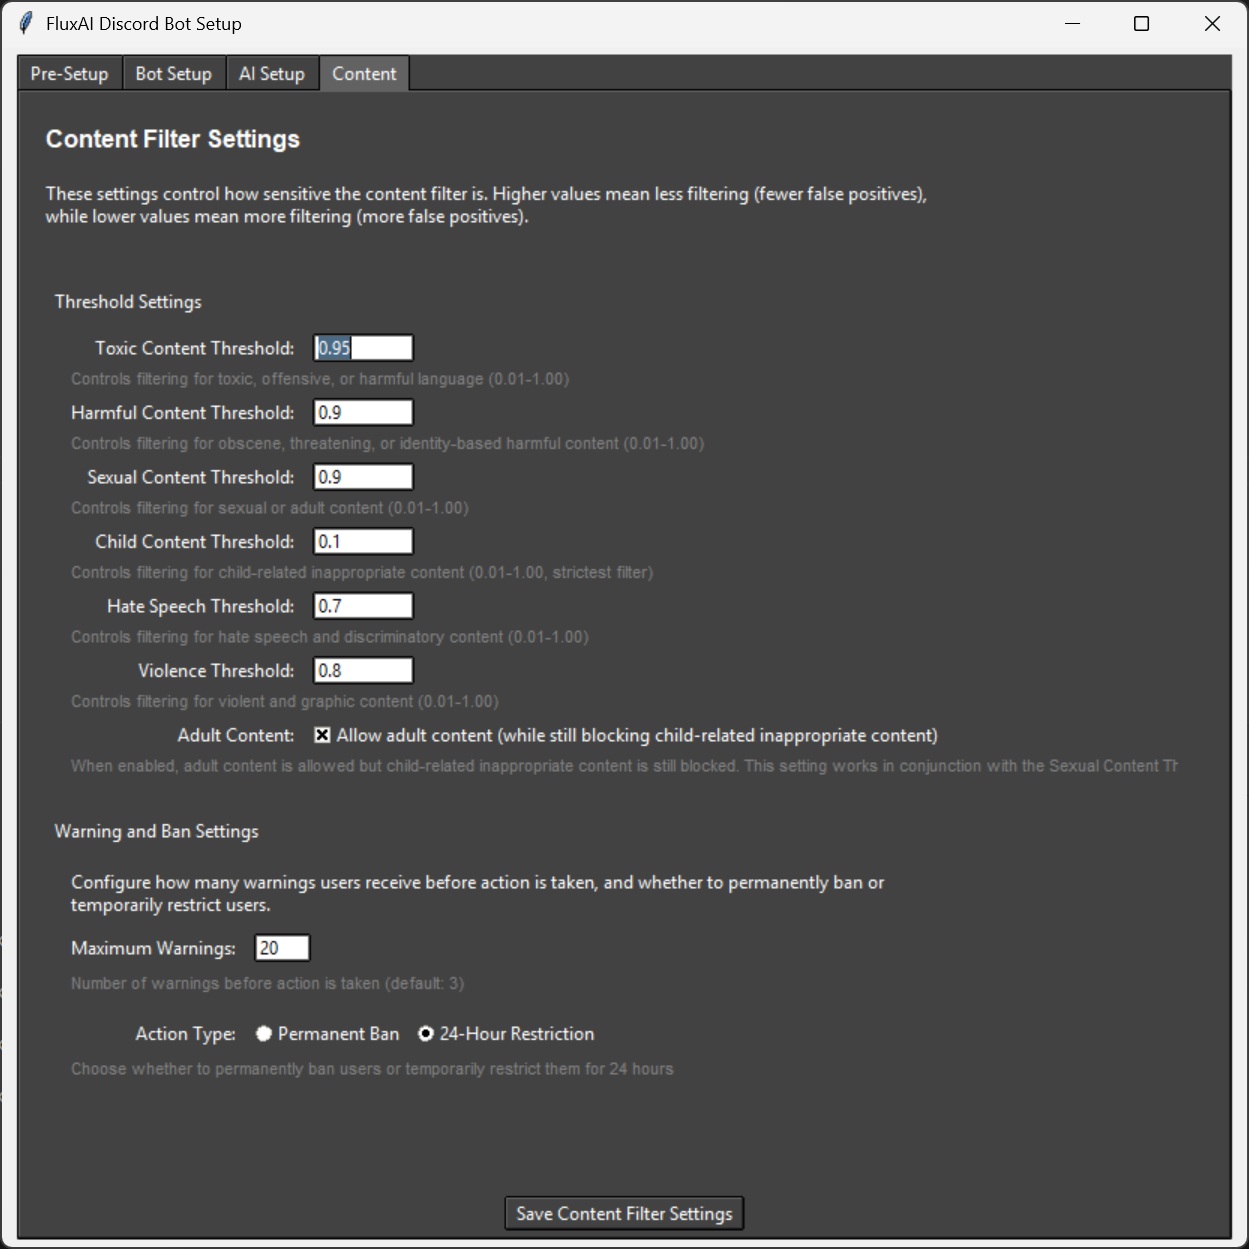 FluxAI Discord Bot Setup
Pre-Setup
Bot Setup
AI Setup
Content
Content Filter Settings
These settings control how sensitive the content filter is. Higher values mean less filtering (fewer false positives),
while lower values mean more filtering (more false positives).
Threshold Settings
Toxic Content Threshold: 0.95
Controls filtering for toxic, offensive, or harmful language (0.01-1.00)
Harmful Content Threshold: 0.9
Controls filtering for obscene, threatening, or identity-based harmful content (0.01-1.00)
Sexual Content Threshold: 0.9
Controls filtering for sexual or adult content (0.01-1.00)
Child Content Threshold: 0.1
Controls filtering for child-related inappropriate content (0.01-1.00, strictest filter)
Hate Speech Threshold: 0.7
Controls filtering for hate speech and discriminatory content (0.01-1.00)
Violence Threshold: 0.8
Controls filtering for violent and graphic content (0.01-1.00)
Adult Content: Allow adult content (while still blocking child-related inappropriate content)
When enabled, adult content is allowed but child-related inappropriate content is still blocked. This setting works in conjunction with the Sexual Content Th
Warning and Ban Settings
Configure how many warnings users receive before action is taken, and whether to permanently ban or
temporarily restrict users.
Maximum Warnings: 20
Number of warnings before action is taken (default: 3)
Action Type: Permanent Ban 24-Hour Restriction
Choose whether to permanently ban users or temporarily restrict them for 24 hours
Save Content Filter Settings